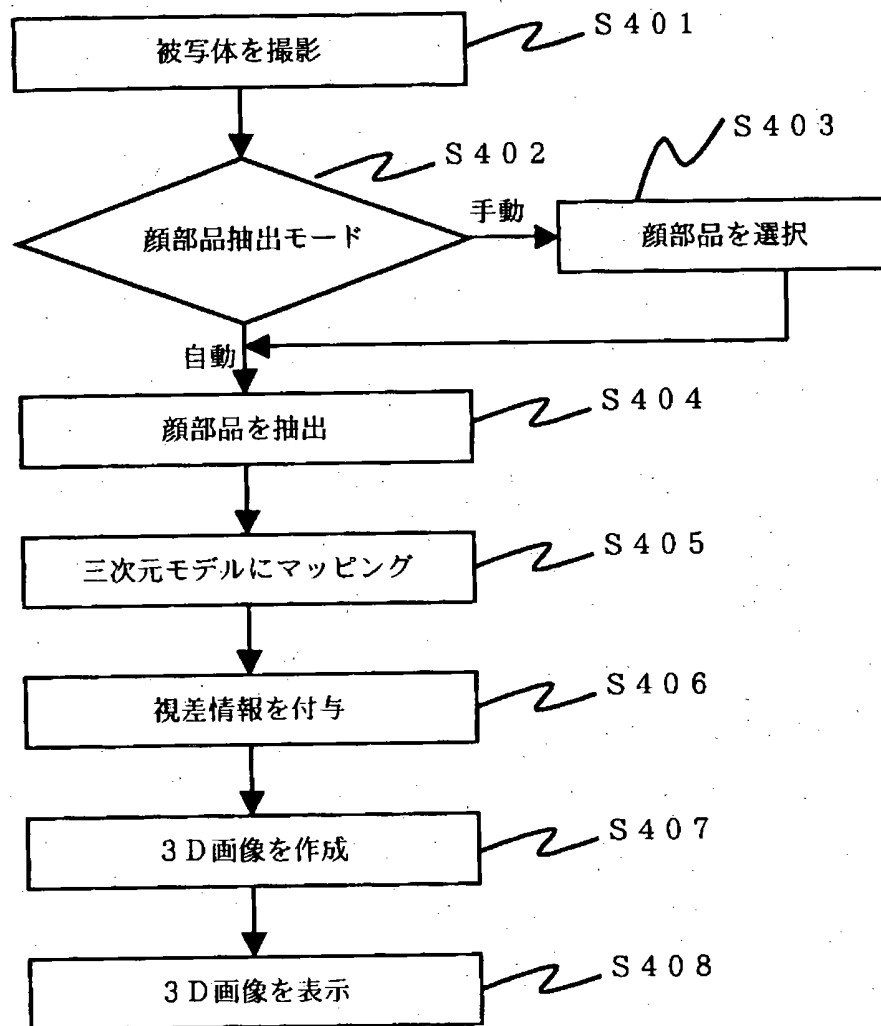 被写体を撮影
S401
S402
S403
顔部品抽出モード
手動
顔部品を選択
自動
顔部品を抽出
S404
三次元モデルにマッピング
S405
視差情報を付与
S406
3D画像を作成
S407
3D画像を表示
S408